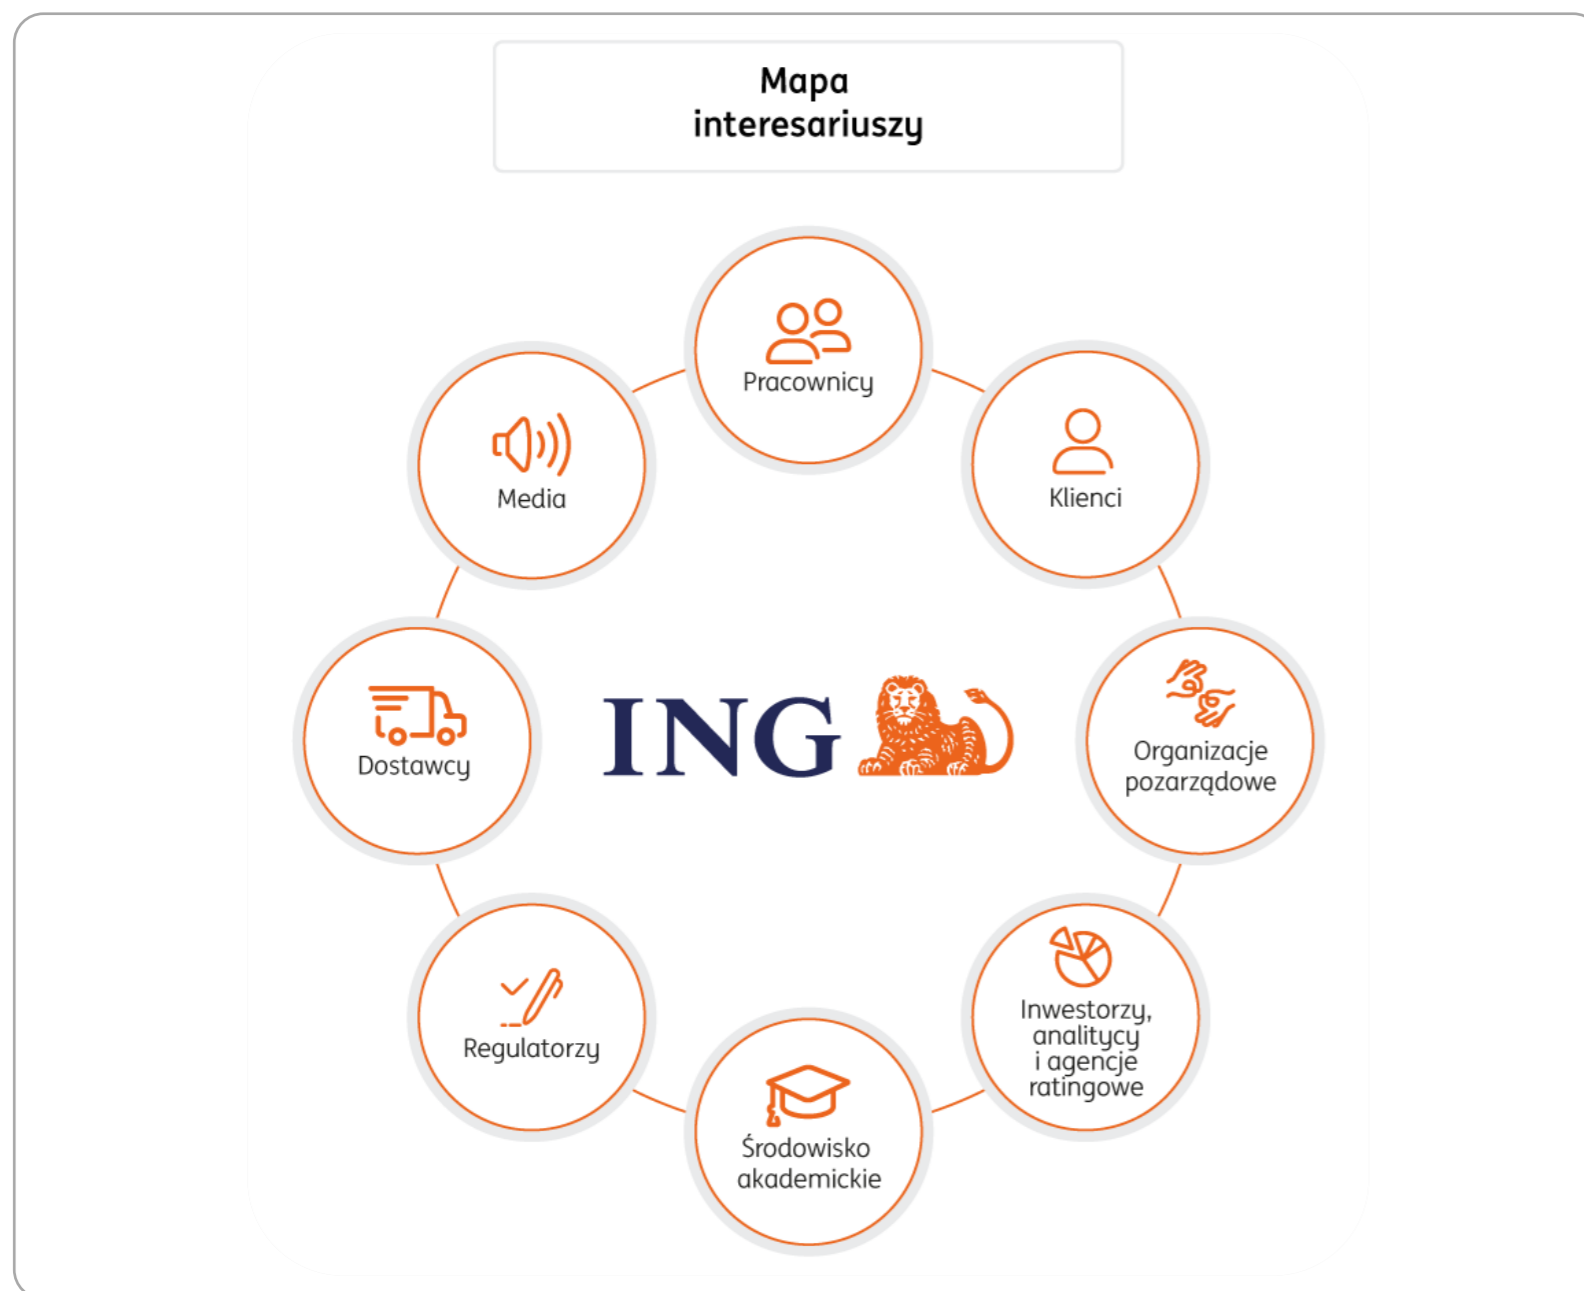 Mapa
interesariuszy
Pracownicy
Media
Klienci
Dostawcy
ING
Organizacje
pozarządowe
Regulatorzy
Inwestorzy,
analitycy
i agencje
ratingowe
Środowisko
akademickie